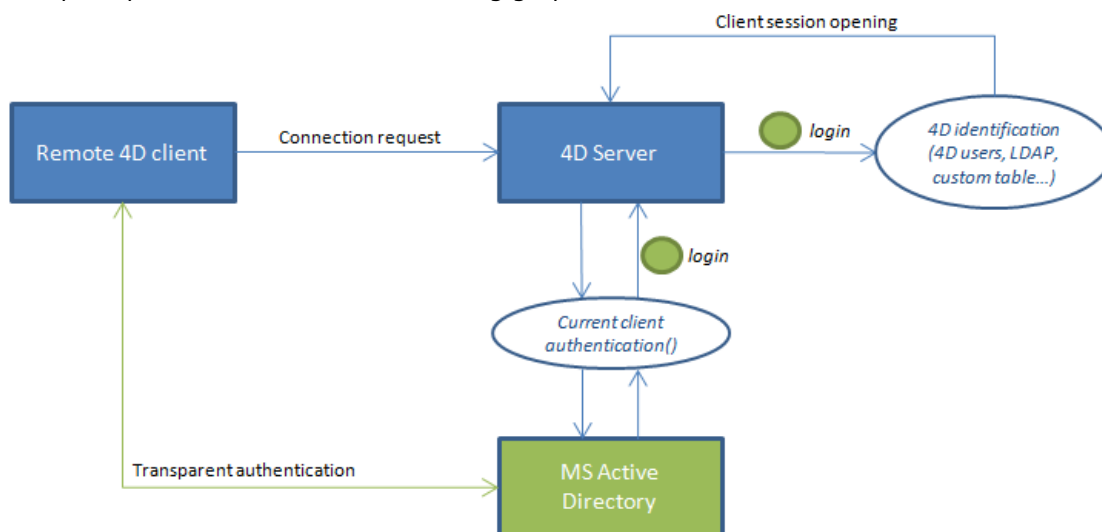 Client session opening
Remote 4D client
Connection request
4D Server
login
4D identification
(4D users, LDAP,
custom table...)
login
Current client
authentication()
Transparent authentication
MS Active
Directory